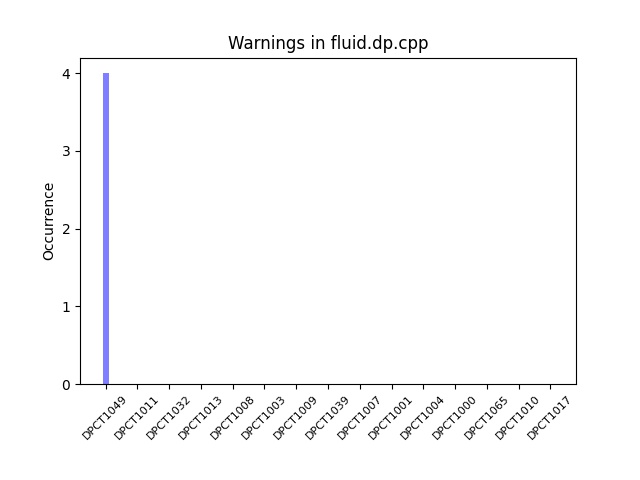 Warnings in fluid.dp.cpp
Occurrence
4
3
2
1
0
DPCT1049
DPCT1011
DPCT1032
DPCT1013
DPCT1008
DPCT1003
DPCT1009
DPCT1039
DPCT1007
DPCT1001
DPCT1004
DPCT1000
DPCT1065
DPCT1010
DPCT1017